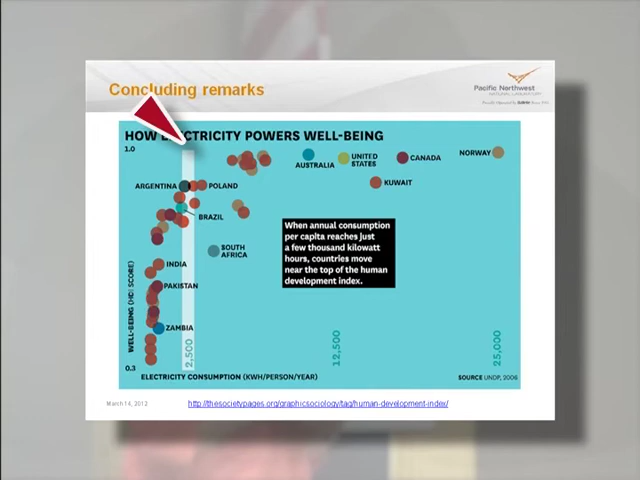 Concluding remarks
Pacific Northwest
NATIONAL LABORATORY
HOW ELECTRICITY POWERS WELL-BEING
1.0
AUSTRALIA
UNITED
STATES
CANADA
NORWAY
ARGENTINA
POLAND
KUWAIT
BRAZIL
When annual consumption
per capita reaches just
a few thousand kilowatt
hours, countries move
near the top of the human
development index.
SOUTH
AFRICA
INDIA
PAKISTAN
ZAMBIA
WELL-BEING (HDI SCORE)
2,500
12,500
25,000
0.3
ELECTRICITY CONSUMPTION (KWH/PERSON/YEAR)
SOURCE UNDP, 2006
March 14, 2012
http://thesocietypages.org/graphicsociology/tag/human-development-index/